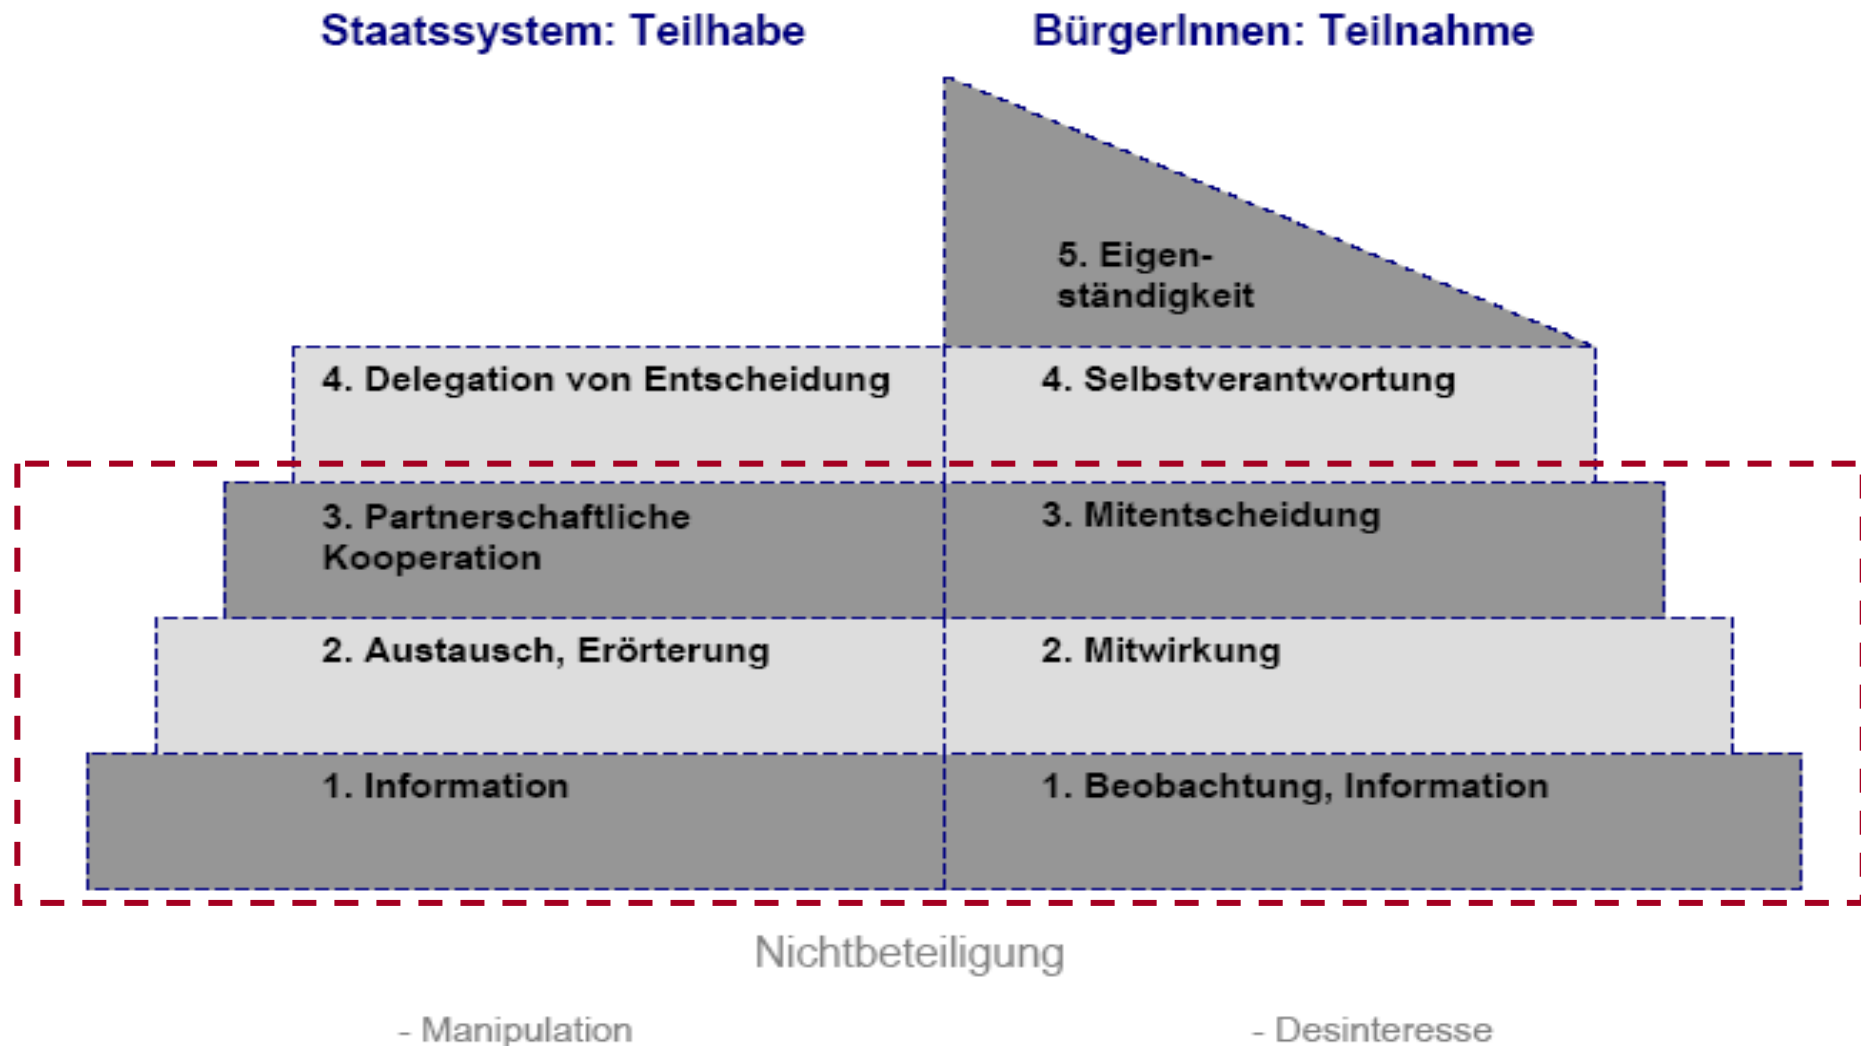 Staatssystem: Teilhabe
BürgerInnen: Teilnahme
5. Eigen-
ständigkeit
4. Delegation von Entscheidung
4. Selbstverantwortung
3. Partnerschaftliche
Kooperation
3. Mitentscheidung
2. Austausch, Erörterung
2. Mitwirkung
1. Information
1. Beobachtung, Information
Nichtbeteiligung
- Manipulation
- Desinteresse